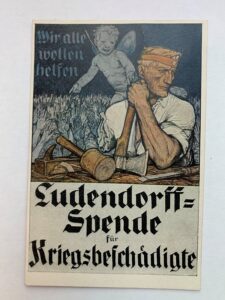 Wir alle
wollen
helfen
Ludendorff=
Spende
für
Kriegsbeschädigte